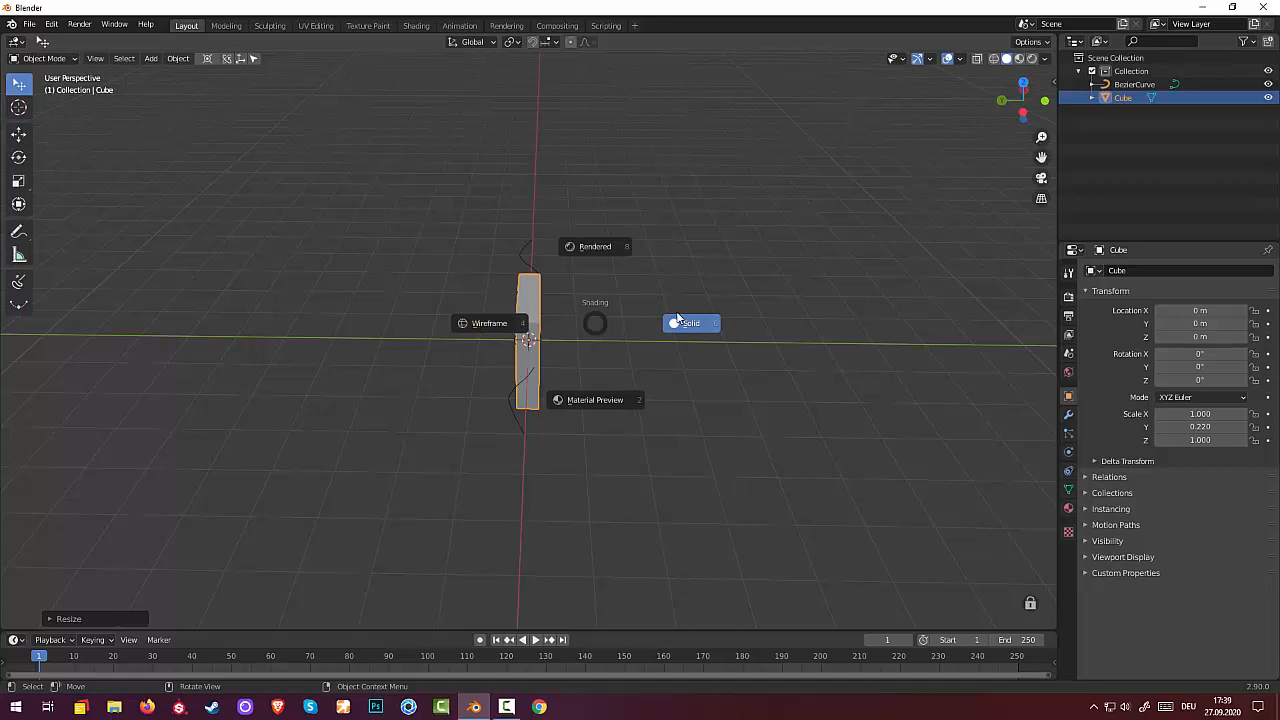 Blender
File Edit Render Window Help Layout Modeling Sculpting UV Editing Texture Paint Shading Animation Rendering Compositing Scripting + Scene View Layer
Global Options
Object Mode View Select Add Object
User Perspective
(1) Collection | Cube
Scene Collection
Collection
BezierCurve
Cube
Z
Y
Rendered 8
Shading
Wireframe 4
Solid 6
Material Preview 2
Cube
Cube
Transform
Location X 0 m
Y 0 m
Z 0 m
Rotation X 0°
Y 0°
Z 0°
Mode XYZ Euler
Scale X 1.000
Y 0.220
Z 1.000
Delta Transform
Relations
Collections
Instancing
Motion Paths
Visibility
Viewport Display
Custom Properties
Resize
Playback Keying View Marker 1 Start 1 End 250
1 10 20 30 40 50 60 70 80 90 100 110 120 130 140 150 160 170 180 190 200 210 220 230 240 250
Select Move Rotate View Object Context Menu 2.90.0
Ps DEU 17:39
27.09.2020